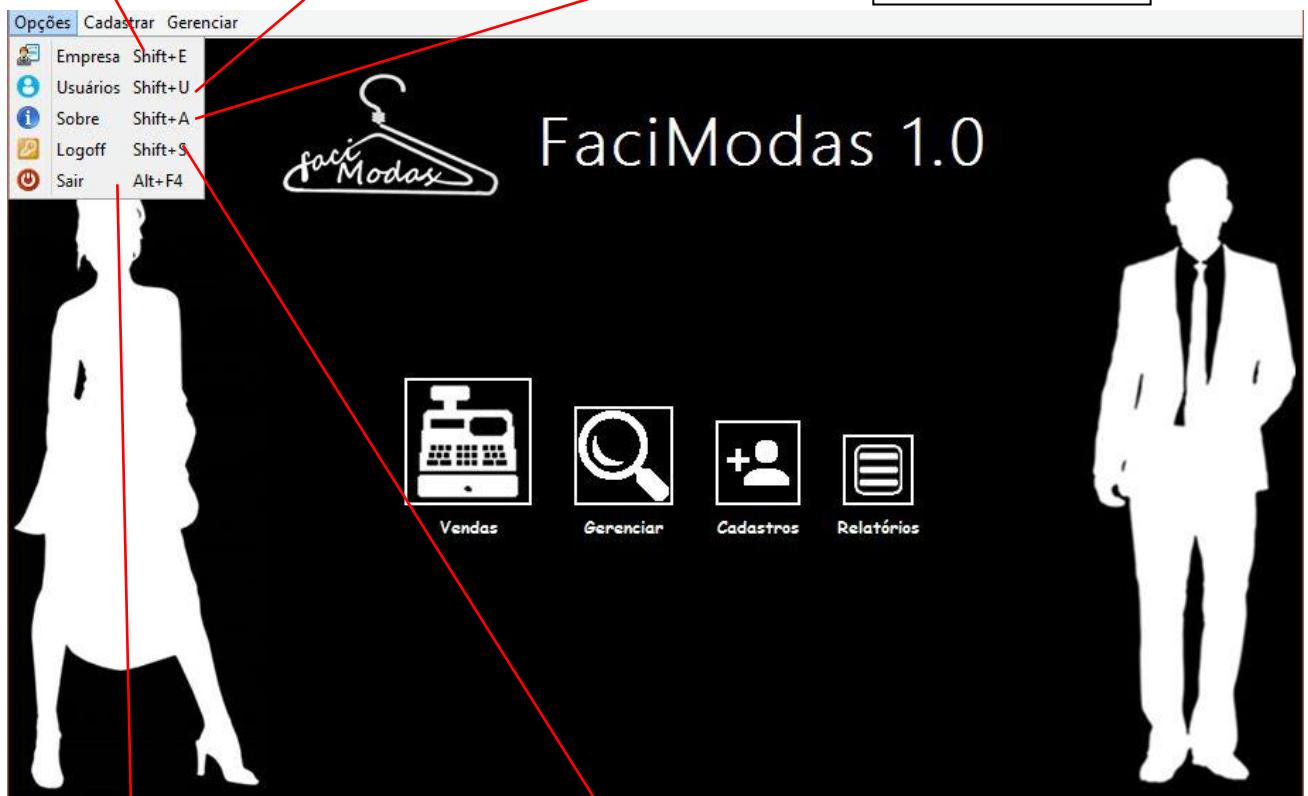 Opções Cadastrar Gerenciar
Empresa Shift+E
Usuários Shift+U
Sobre Shift+A
Logoff Shift+S
Sair Alt+F4
faci
Modas
FaciModas 1.0
Vendas Gerenciar Cadastros Relatórios